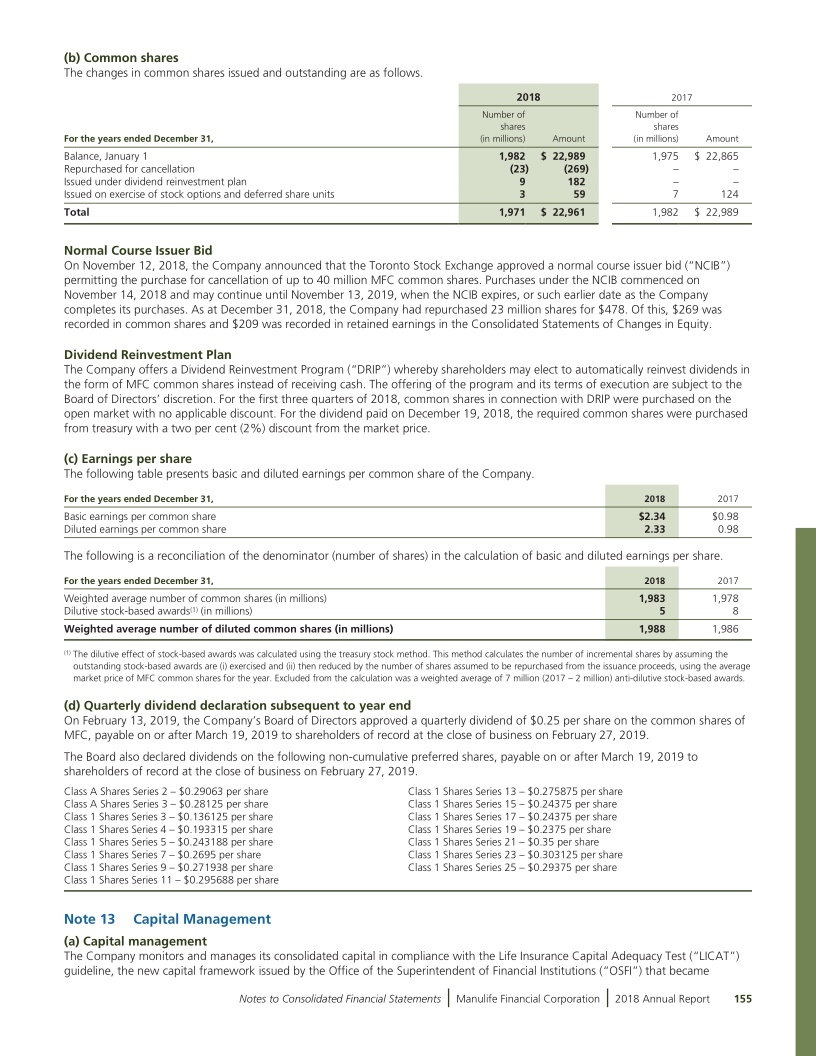 (b) Common shares
The changes in common shares issued and outstanding are as follows.
2018 2017
Number of shares (in millions) Amount Number of shares (in millions) Amount
For the years ended December 31,
Balance, January 1 1,982 $ 22,989 1,975 $ 22,865
Repurchased for cancellation (23) (269) – –
Issued under dividend reinvestment plan 9 182 – –
Issued on exercise of stock options and deferred share units 3 59 7 124
Total 1,971 $ 22,961 1,982 $ 22,989
Normal Course Issuer Bid
On November 12, 2018, the Company announced that the Toronto Stock Exchange approved a normal course issuer bid (“NCIB”)
permitting the purchase for cancellation of up to 40 million MFC common shares. Purchases under the NCIB commenced on
November 14, 2018 and may continue until November 13, 2019, when the NCIB expires, or such earlier date as the Company
completes its purchases. As at December 31, 2018, the Company had repurchased 23 million shares for $478. Of this, $269 was
recorded in common shares and $209 was recorded in retained earnings in the Consolidated Statements of Changes in Equity.
Dividend Reinvestment Plan
The Company offers a Dividend Reinvestment Program (“DRIP”) whereby shareholders may elect to automatically reinvest dividends in
the form of MFC common shares instead of receiving cash. The offering of the program and its terms of execution are subject to the
Board of Directors’ discretion. For the first three quarters of 2018, common shares in connection with DRIP were purchased on the
open market with no applicable discount. For the dividend paid on December 19, 2018, the required common shares were purchased
from treasury with a two per cent (2%) discount from the market price.
(c) Earnings per share
The following table presents basic and diluted earnings per common share of the Company.
For the years ended December 31, 2018 2017
Basic earnings per common share $2.34 $0.98
Diluted earnings per common share 2.33 0.98
The following is a reconciliation of the denominator (number of shares) in the calculation of basic and diluted earnings per share.
For the years ended December 31, 2018 2017
Weighted average number of common shares (in millions) 1,983 1,978
Dilutive stock-based awards(1) (in millions) 5 8
Weighted average number of diluted common shares (in millions) 1,988 1,986
(1) The dilutive effect of stock-based awards was calculated using the treasury stock method. This method calculates the number of incremental shares by assuming the
outstanding stock-based awards are (i) exercised and (ii) then reduced by the number of shares assumed to be repurchased from the issuance proceeds, using the average
market price of MFC common shares for the year. Excluded from the calculation was a weighted average of 7 million (2017 – 2 million) anti-dilutive stock-based awards.
(d) Quarterly dividend declaration subsequent to year end
On February 13, 2019, the Company’s Board of Directors approved a quarterly dividend of $0.25 per share on the common shares of
MFC, payable on or after March 19, 2019 to shareholders of record at the close of business on February 27, 2019.
The Board also declared dividends on the following non-cumulative preferred shares, payable on or after March 19, 2019 to
shareholders of record at the close of business on February 27, 2019.
Class A Shares Series 2 – $0.29063 per share
Class A Shares Series 3 – $0.28125 per share
Class 1 Shares Series 3 – $0.136125 per share
Class 1 Shares Series 4 – $0.193315 per share
Class 1 Shares Series 5 – $0.243188 per share
Class 1 Shares Series 7 – $0.2695 per share
Class 1 Shares Series 9 – $0.271938 per share
Class 1 Shares Series 11 – $0.295688 per share
Class 1 Shares Series 13 – $0.275875 per share
Class 1 Shares Series 15 – $0.24375 per share
Class 1 Shares Series 17 – $0.24375 per share
Class 1 Shares Series 19 – $0.2375 per share
Class 1 Shares Series 21 – $0.35 per share
Class 1 Shares Series 23 – $0.303125 per share
Class 1 Shares Series 25 – $0.29375 per share
Note 13 Capital Management
(a) Capital management
The Company monitors and manages its consolidated capital in compliance with the Life Insurance Capital Adequacy Test (“LICAT”)
guideline, the new capital framework issued by the Office of the Superintendent of Financial Institutions (“OSFI”) that became
Notes to Consolidated Financial Statements | Manulife Financial Corporation | 2018 Annual Report 155